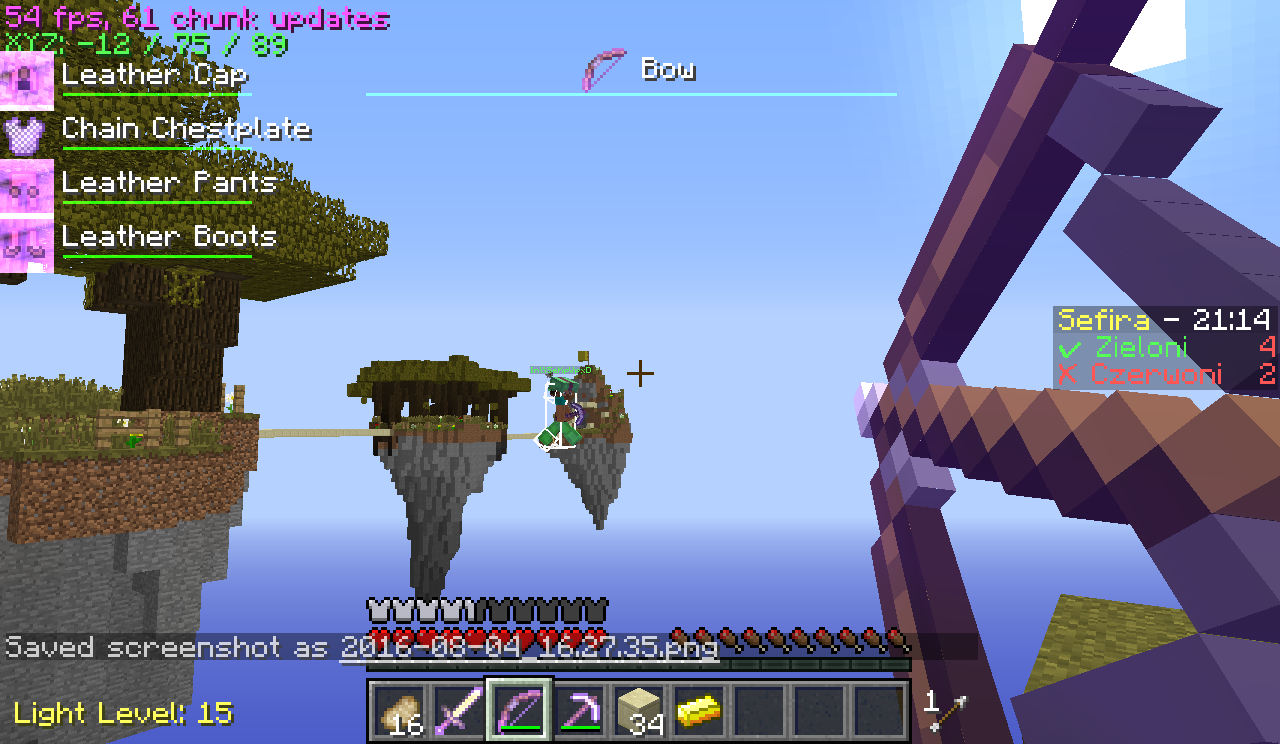 54 fps, 61 chunk updates
XYZ: -12 / 75 / 89
Leather Cap
Bow
Chain Chestplate
Leather Pants
Leather Boots
Sefira - 21:14
✓ Zieloni 4
✕ Czerwoni 2
Saved screenshot as 2016-08-04_16.27.35.png
Light Level: 15
16
34
1